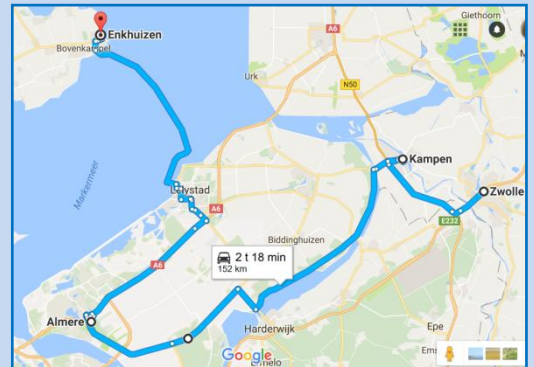 Giethoorn
Enkhuizen
Bovenkarspel
A6
Urk
N50
Markermeer
Kampen
Lelystad
Zwolle
A6
E232
Biddinghuizen
2 t 18 min
152 km
A6
Almere
Harderwijk
Epe
Google